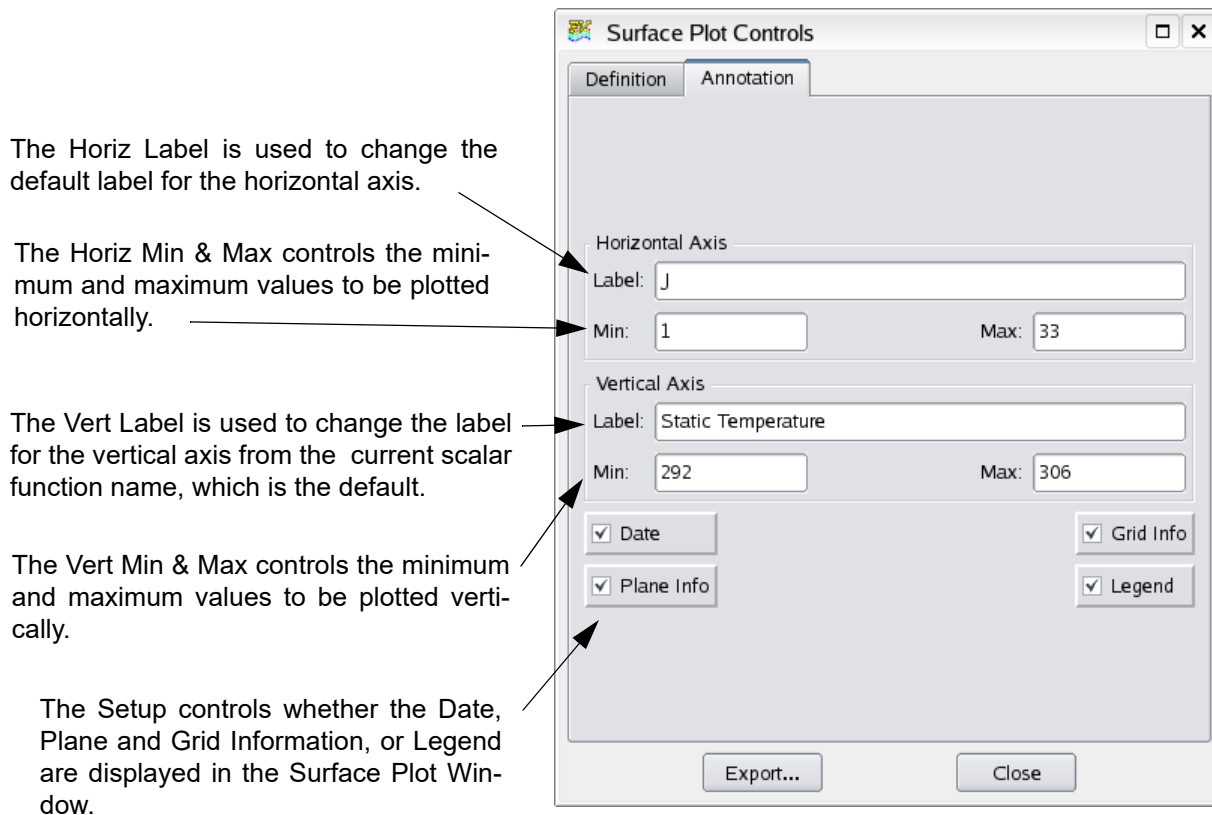 Surface Plot Controls
Definition
Annotation
The Horiz Label is used to change the
default label for the horizontal axis.
The Horiz Min & Max controls the mini-
mum and maximum values to be plotted
horizontally.
Horizontal Axis
Label: J
Min: 1 Max: 33
The Vert Label is used to change the label
for the vertical axis from the current scalar
function name, which is the default.
Vertical Axis
Label: Static Temperature
Min: 292 Max: 306
Date
Grid Info
Plane Info
Legend
The Vert Min & Max controls the minimum
and maximum values to be plotted verti-
cally.
The Setup controls whether the Date,
Plane and Grid Information, or Legend
are displayed in the Surface Plot Win-
dow.
Export...
Close